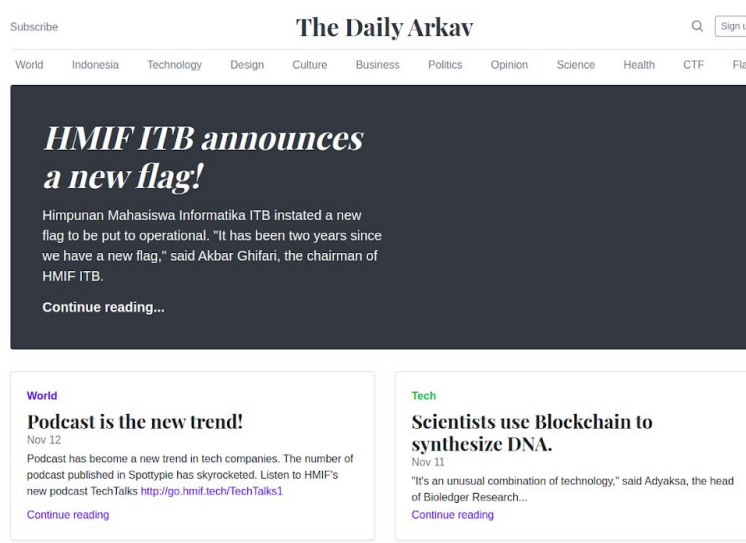 Subscribe
The Daily Arkav
Sign u
World Indonesia Technology Design Culture Business Politics Opinion Science Health CTF Fla
HMIF ITB announces
a new flag!
Himpunan Mahasiswa Informatika ITB instated a new
flag to be put to operational. "It has been two years since
we have a new flag," said Akbar Ghifari, the chairman of
HMIF ITB.
Continue reading...
World
Podcast is the new trend!
Nov 12
Podcast has become a new trend in tech companies. The number of
podcast published in Spottypie has skyrocketed. Listen to HMIF's
new podcast TechTalks http://go.hmif.tech/TechTalks1
Continue reading
Tech
Scientists use Blockchain to
synthesize DNA.
Nov 11
"It's an unusual combination of technology," said Adyaksa, the head
of Bioledger Research...
Continue reading